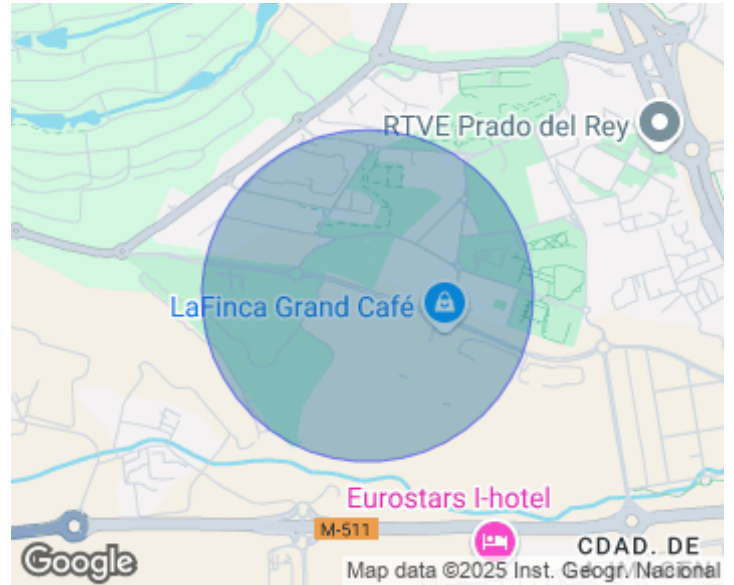 RTVE Prado del Rey
LaFinca Grand Café
Eurostars I-hotel
M-511
CDAD. DE
Google
Map data ©2025 Inst. Geogr. Nacional